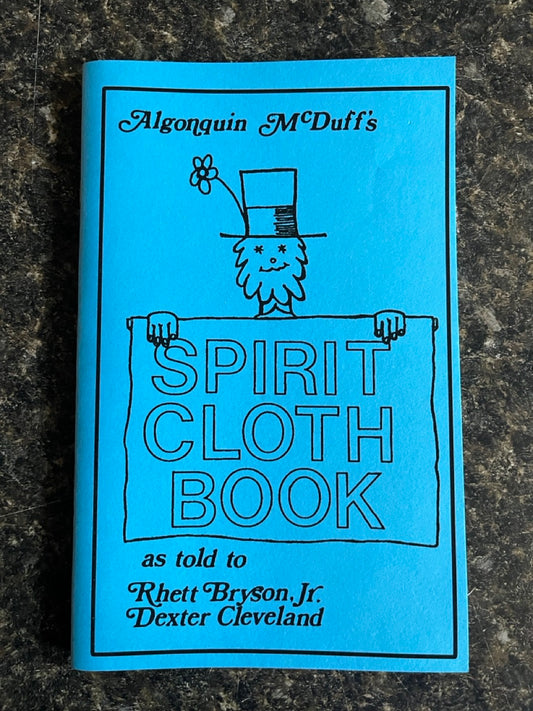 Algonquin McDuff's
SPIRIT
CLOTH
BOOK
as told to
Rhett Bryson, Jr.
Dexter Cleveland